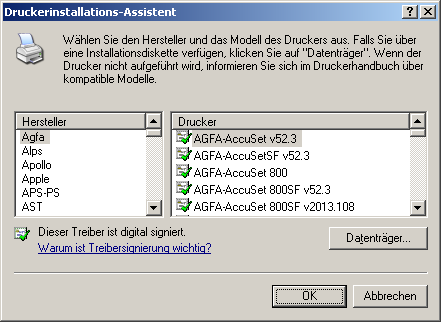 Druckerinstallations-Assistent
Wählen Sie den Hersteller und das Modell des Druckers aus. Falls Sie über
eine Installationsdiskette verfügen, klicken Sie auf "Datenträger". Wenn der
Drucker nicht aufgeführt wird, informieren Sie sich im Druckerhandbuch über
kompatible Modelle.
Hersteller
Agfa
Alps
Apollo
Apple
APS-PS
AST
Drucker
AGFA-AccuSet v52.3
AGFA-AccuSetSF v52.3
AGFA-AccuSet 800
AGFA-AccuSet 800SF v52.3
AGFA-AccuSet 800SF v2013.108
Dieser Treiber ist digital signiert.
Warum ist Treibersignierung wichtig?
Datenträger...
OK
Abbrechen